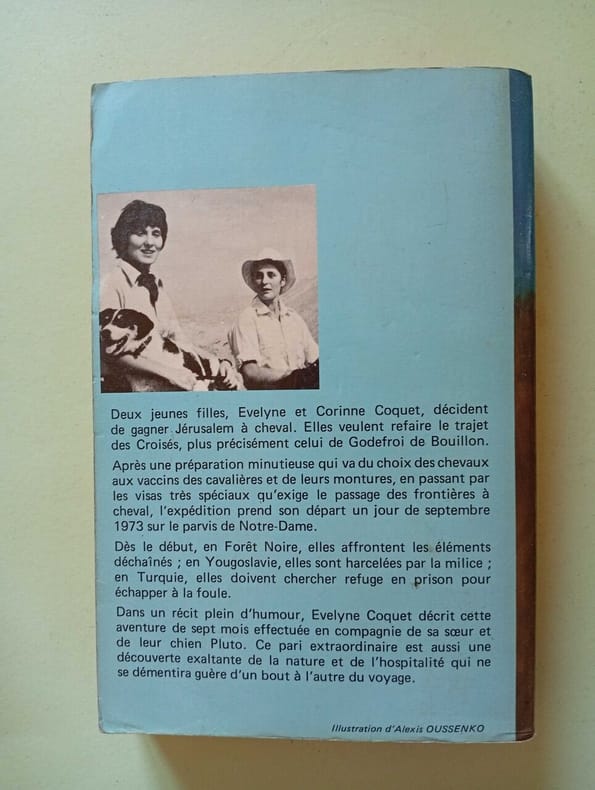 Deux jeunes filles, Evelyne et Corinne Coquet, décident
de gagner Jérusalem à cheval. Elles veulent refaire le trajet
des Croisés, plus précisément celui de Godefroi de Bouillon.
Après une préparation minutieuse qui va du choix des chevaux
aux vaccins des cavalières et de leurs montures, en passant par
les visas très spéciaux qu'exige le passage des frontières à
cheval, l'expédition prend son départ un jour de septembre
1973 sur le parvis de Notre-Dame.
Dès le début, en Forêt Noire, elles affrontent les éléments
déchaînés ; en Yougoslavie, elles sont harcelées par la milice ;
en Turquie, elles doivent chercher refuge en prison pour
échapper à la foule.
Dans un récit plein d'humour, Evelyne Coquet décrit cette
aventure de sept mois effectuée en compagnie de sa sœur et
de leur chien Pluto. Ce pari extraordinaire est aussi une
découverte exaltante de la nature et de l'hospitalité qui ne
se démentira guère d'un bout à l'autre du voyage.
Illustration d'Alexis OUSSENKO